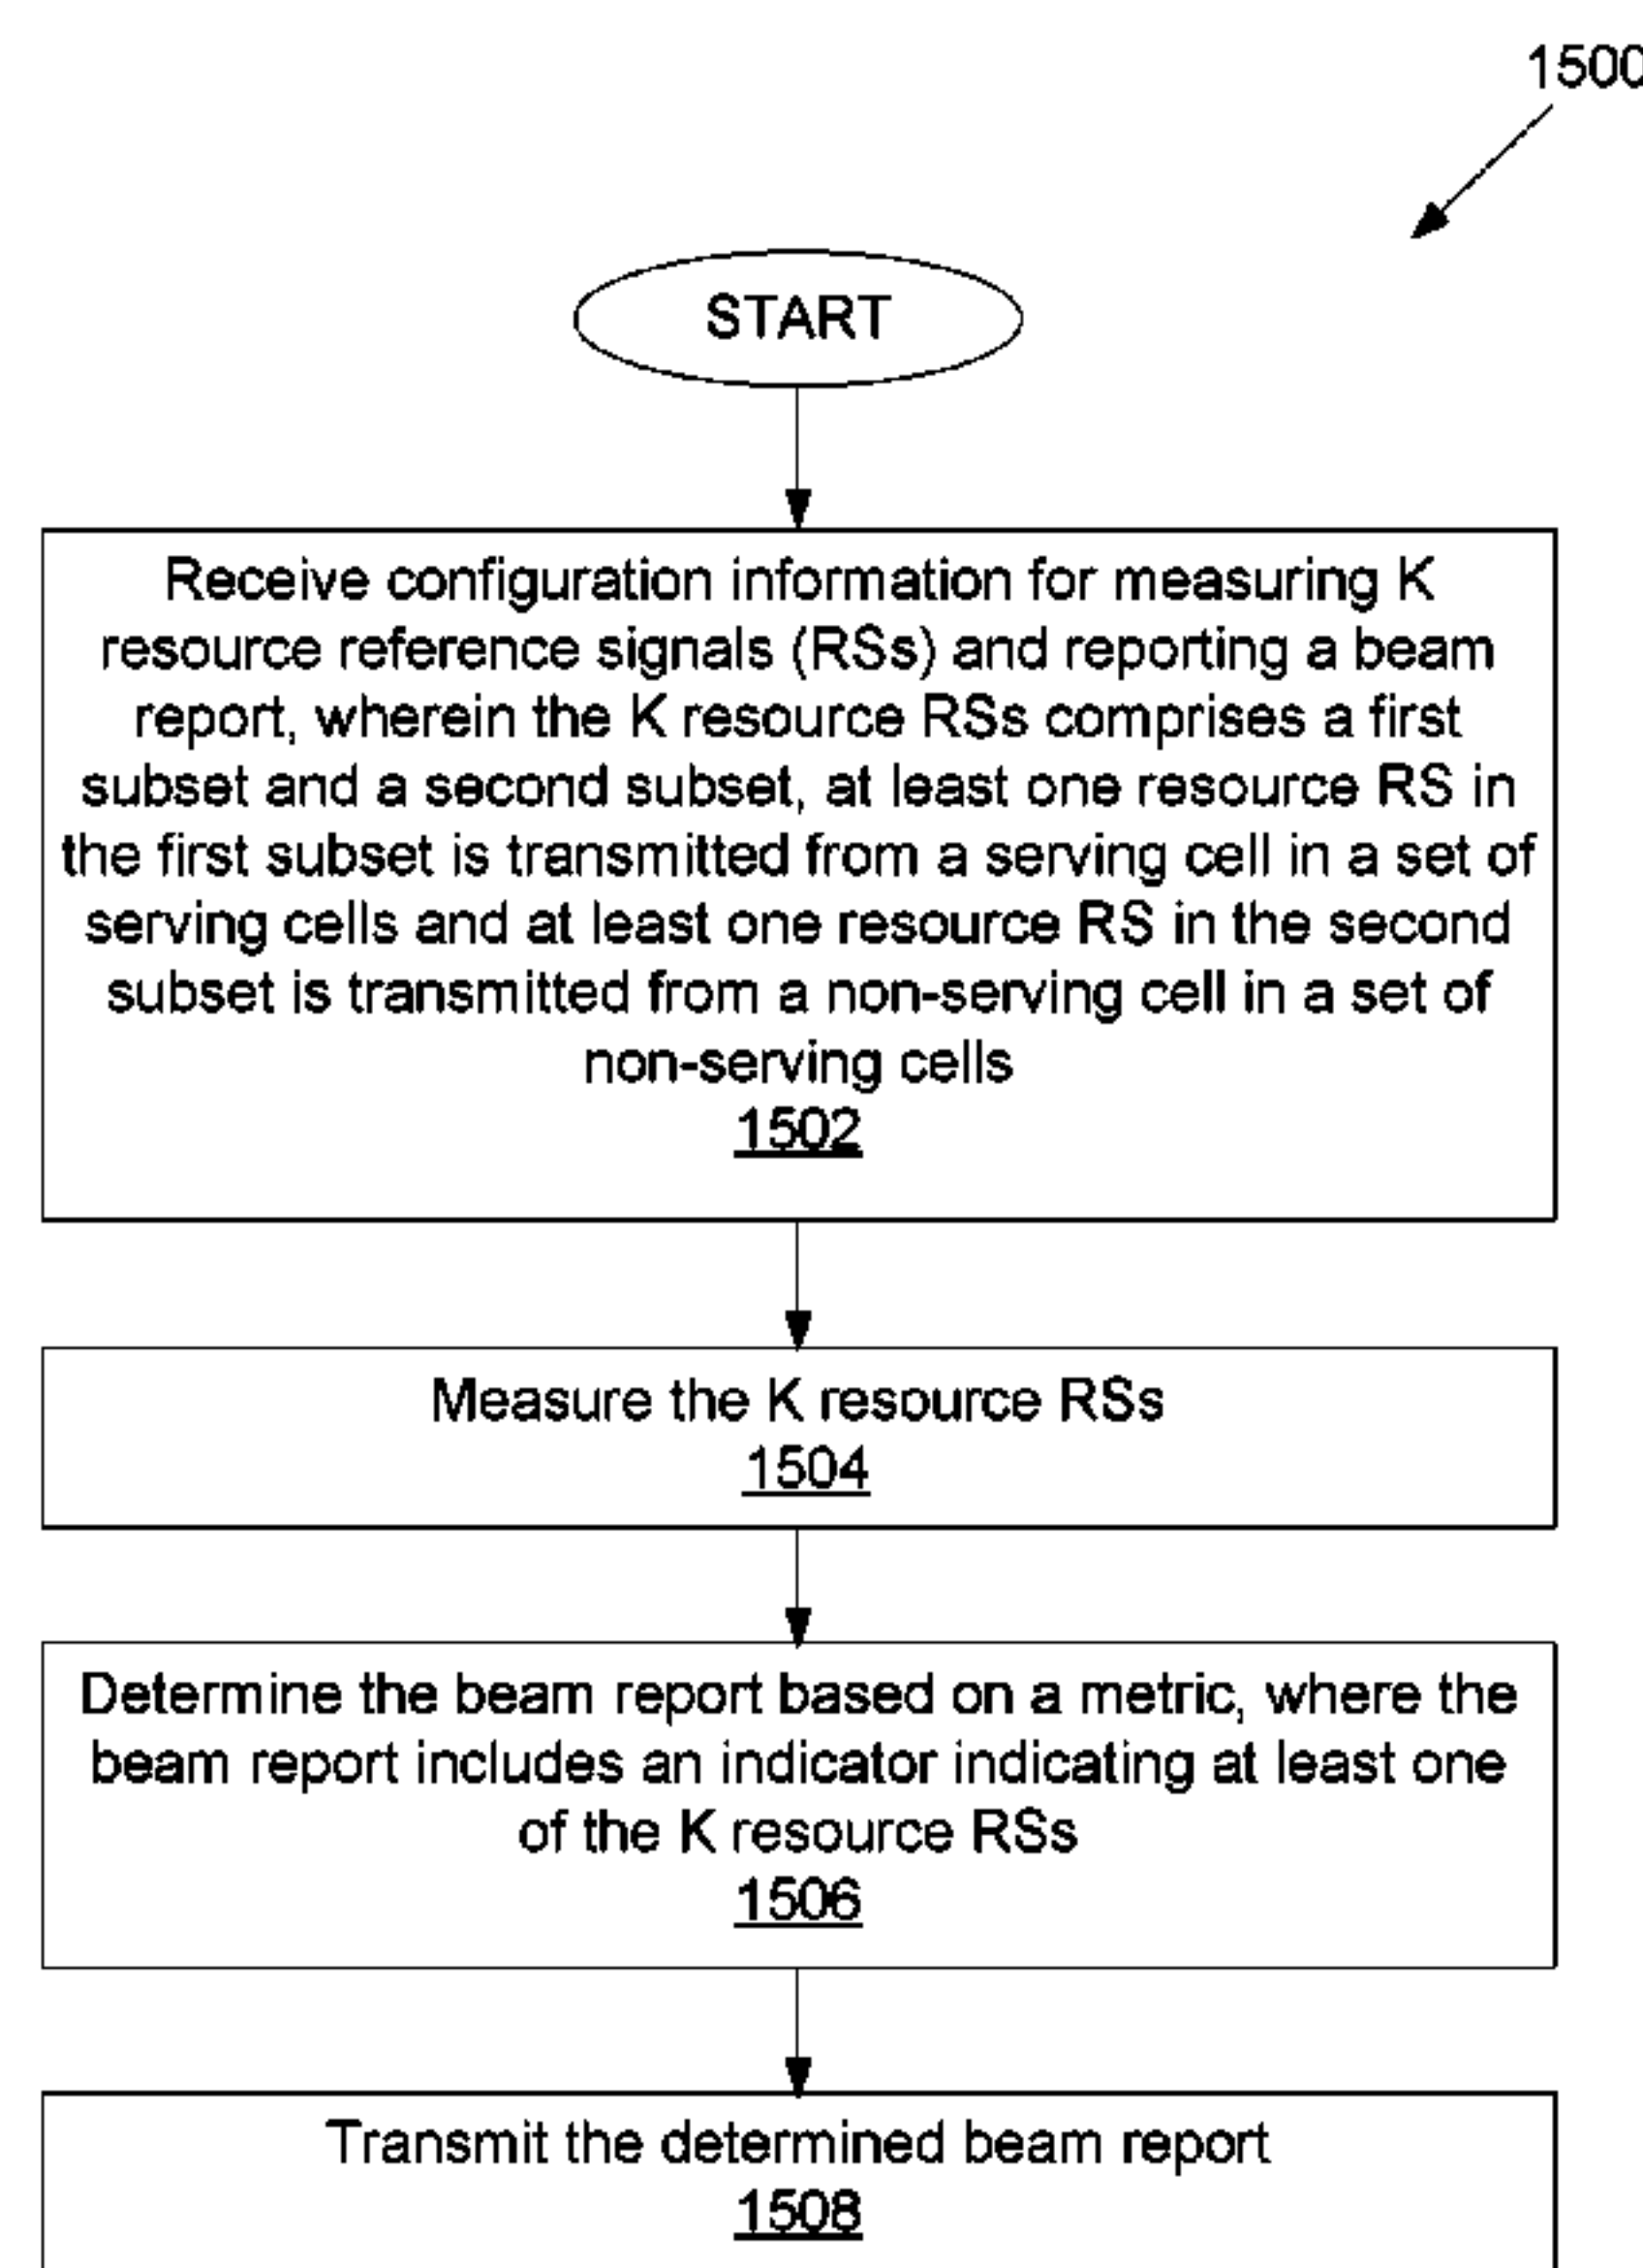 1500
START
Receive configuration information for measuring K
resource reference signals (RSs) and reporting a beam
report, wherein the K resource RSs comprises a first
subset and a second subset, at least one resource RS in
the first subset is transmitted from a serving cell in a set of
serving cells and at least one resource RS in the second
subset is transmitted from a non-serving cell in a set of
non-serving cells
1502
Measure the K resource RSs
1504
Determine the beam report based on a metric, where the
beam report includes an indicator indicating at least one
of the K resource RSs
1506
Transmit the determined beam report
1508